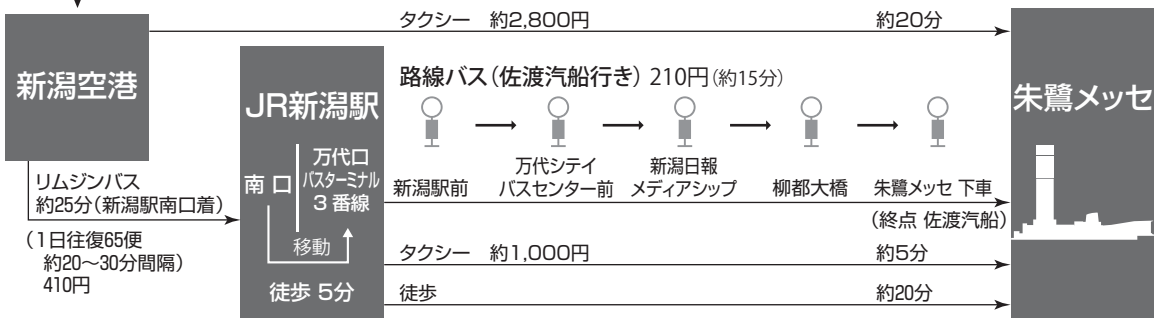 タクシー 約2,800円 約20分
新潟空港
リムジンバス
約25分(新潟駅南口着)
(1日往復65便
約20〜30分間隔)
410円
JR新潟駅
南 口
万代口
バスターミナル
3 番線
移動
徒歩 5分
路線バス(佐渡汽船行き) 210円(約15分)
新潟駅前
万代シテイ
バスセンター前
新潟日報
メディアシップ
柳都大橋
朱鷺メッセ 下車
(終点 佐渡汽船)
タクシー 約1,000円 約5分
徒歩 約20分
朱鷺メッセ